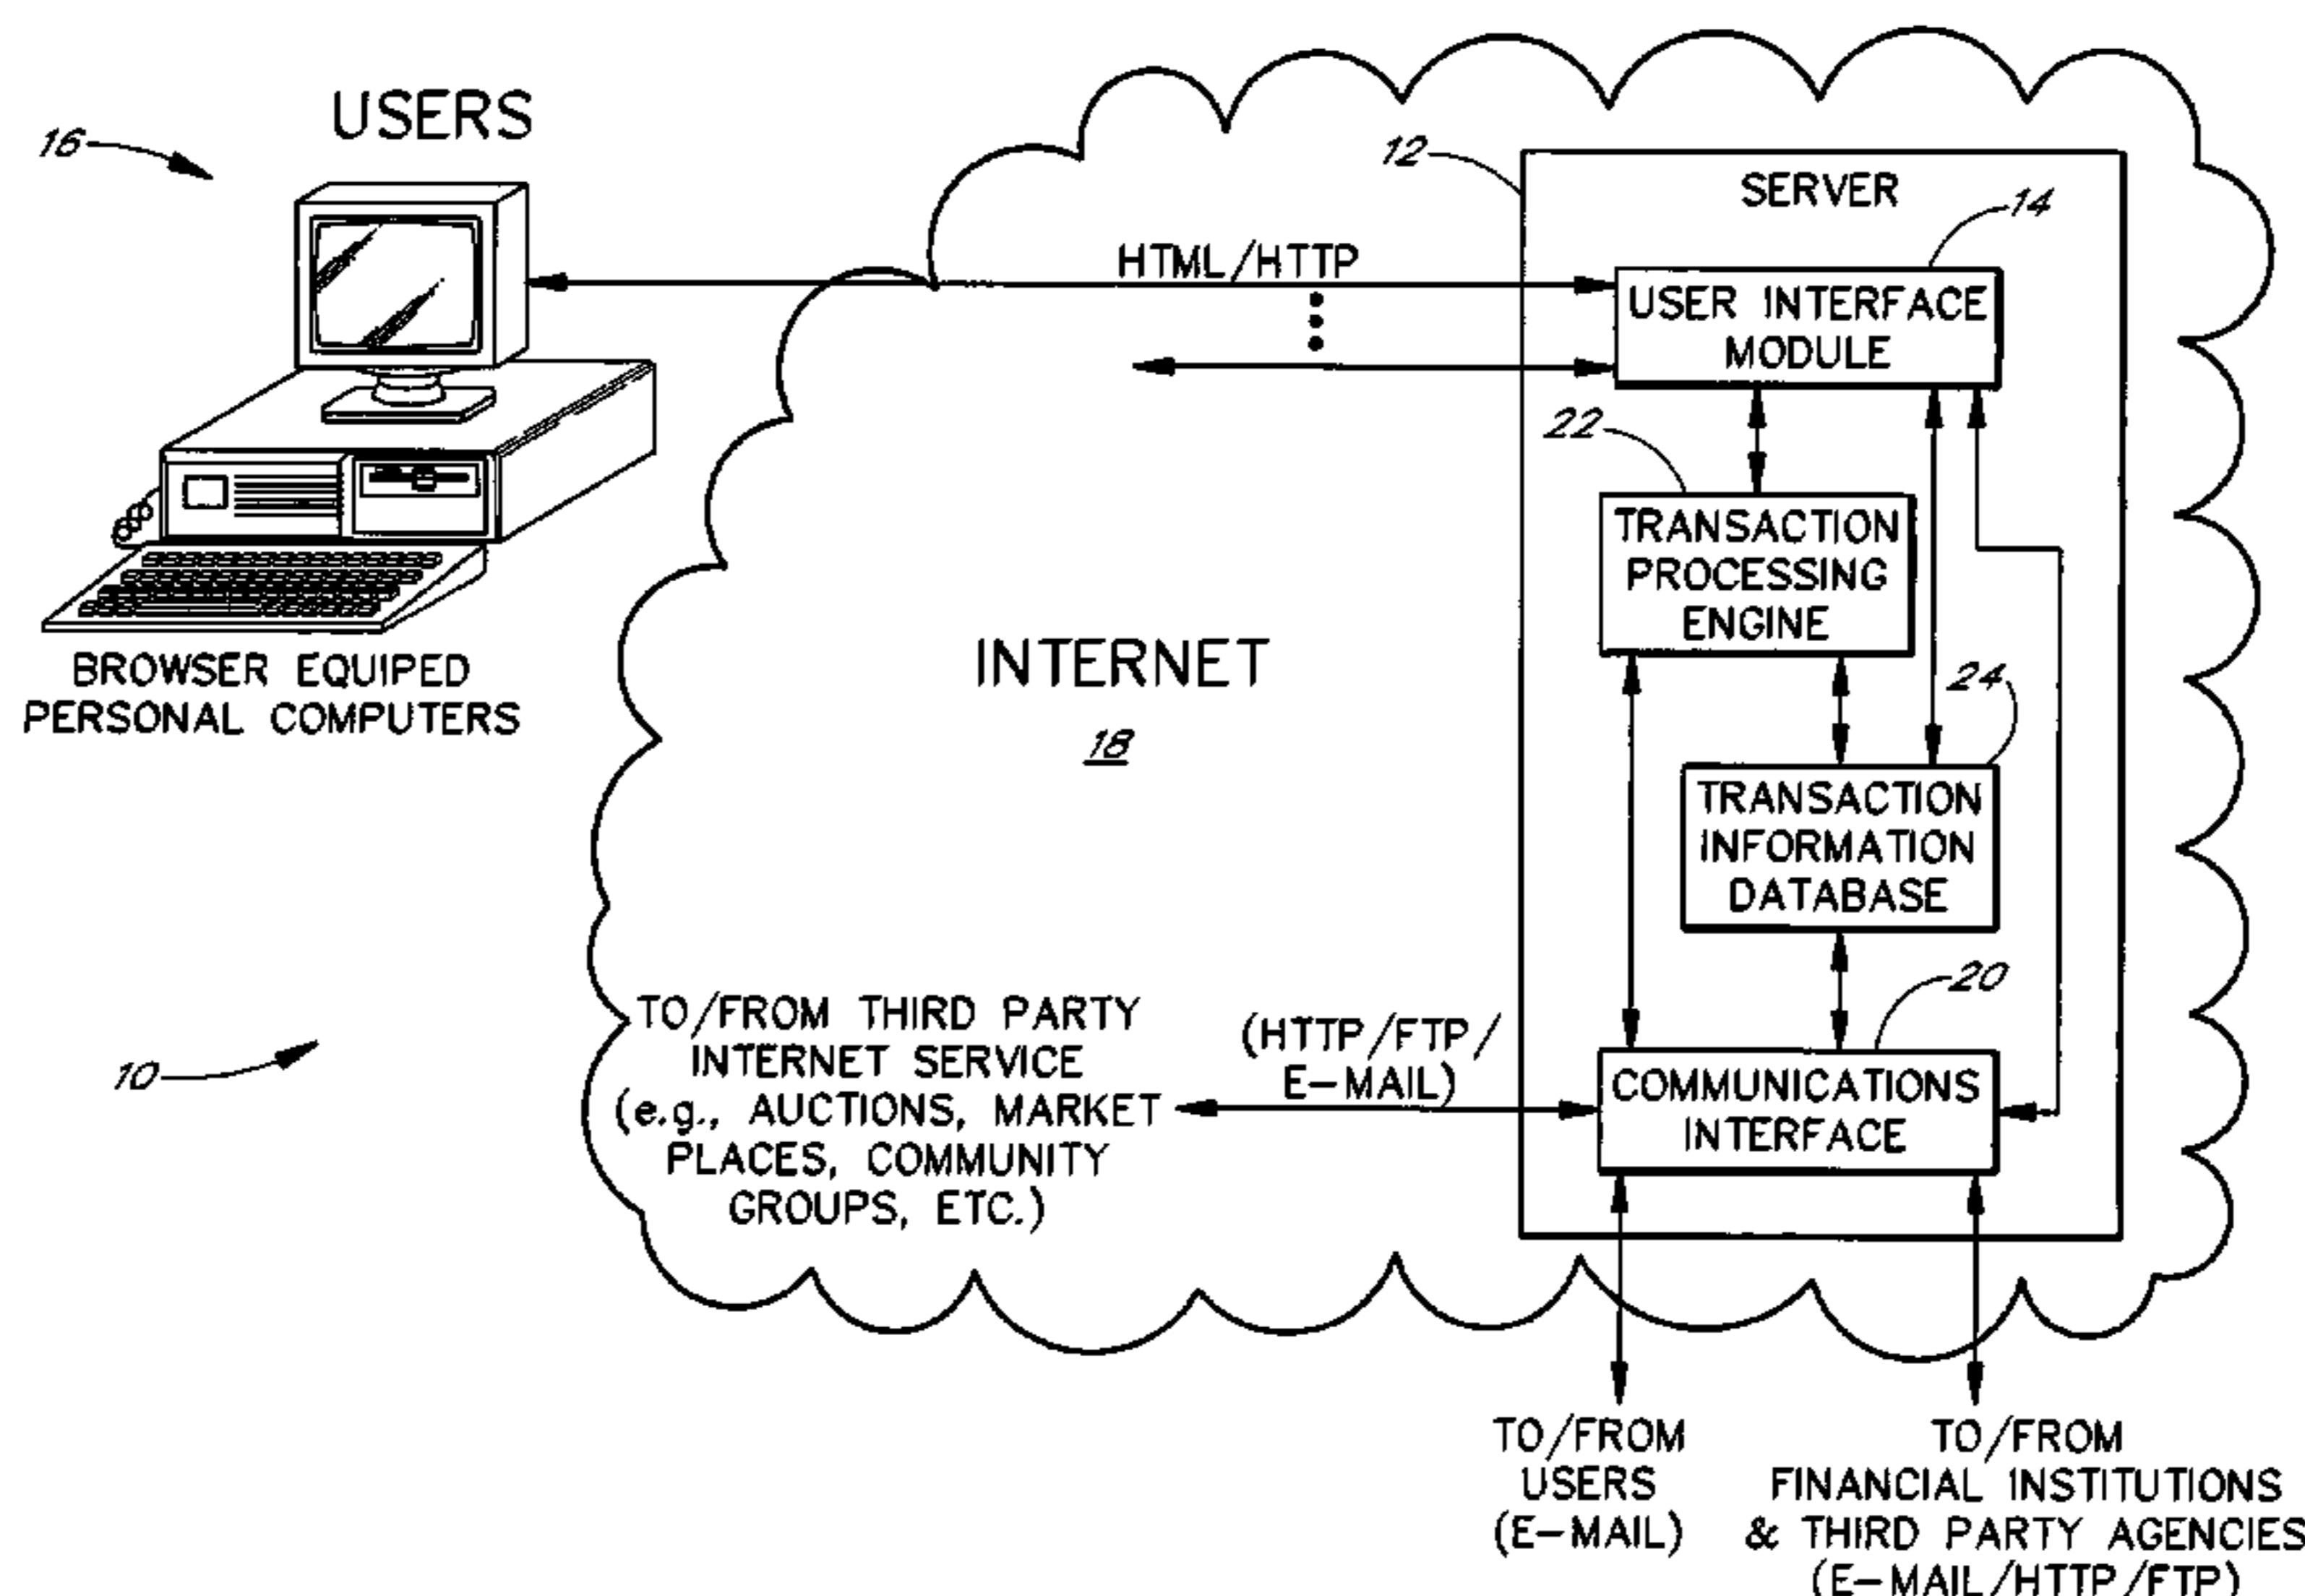 USERS
16
12
SERVER
14
HTML/HTTP
USER INTERFACE
MODULE
22
TRANSACTION
PROCESSING
ENGINE
BROWSER EQUIPED
PERSONAL COMPUTERS
INTERNET
18
24
TRANSACTION
INFORMATION
DATABASE
20
TO/FROM THIRD PARTY
INTERNET SERVICE
(e.g., AUCTIONS, MARKET
PLACES, COMMUNITY
GROUPS, ETC.)
(HTTP/FTP/
E-MAIL)
COMMUNICATIONS
INTERFACE
10
TO/FROM
USERS
(E-MAIL)
TO/FROM
FINANCIAL INSTITUTIONS
& THIRD PARTY AGENCIES
(E-MAIL/HTTP/FTP)